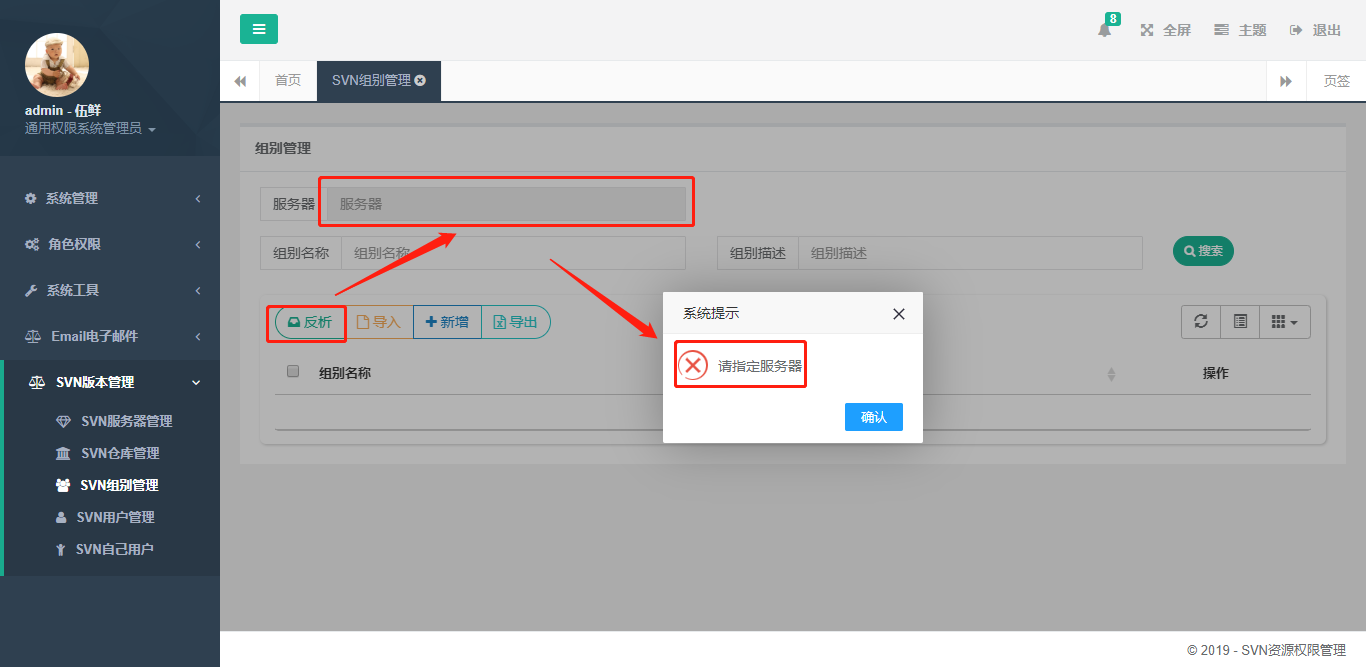 8
全屏
主题
退出
admin - 伍鲜
通用权限系统管理员
首页
SVN组别管理
页签
系统管理
角色权限
系统工具
Email电子邮件
SVN版本管理
SVN服务器管理
SVN仓库管理
SVN组别管理
SVN用户管理
SVN自己用户
组别管理
服务器
服务器
组别名称
组别名称
组别描述
组别描述
搜索
反析
导入
新增
导出
组别名称
操作
系统提示
请指定服务器
确认
© 2019 - SVN资源权限管理